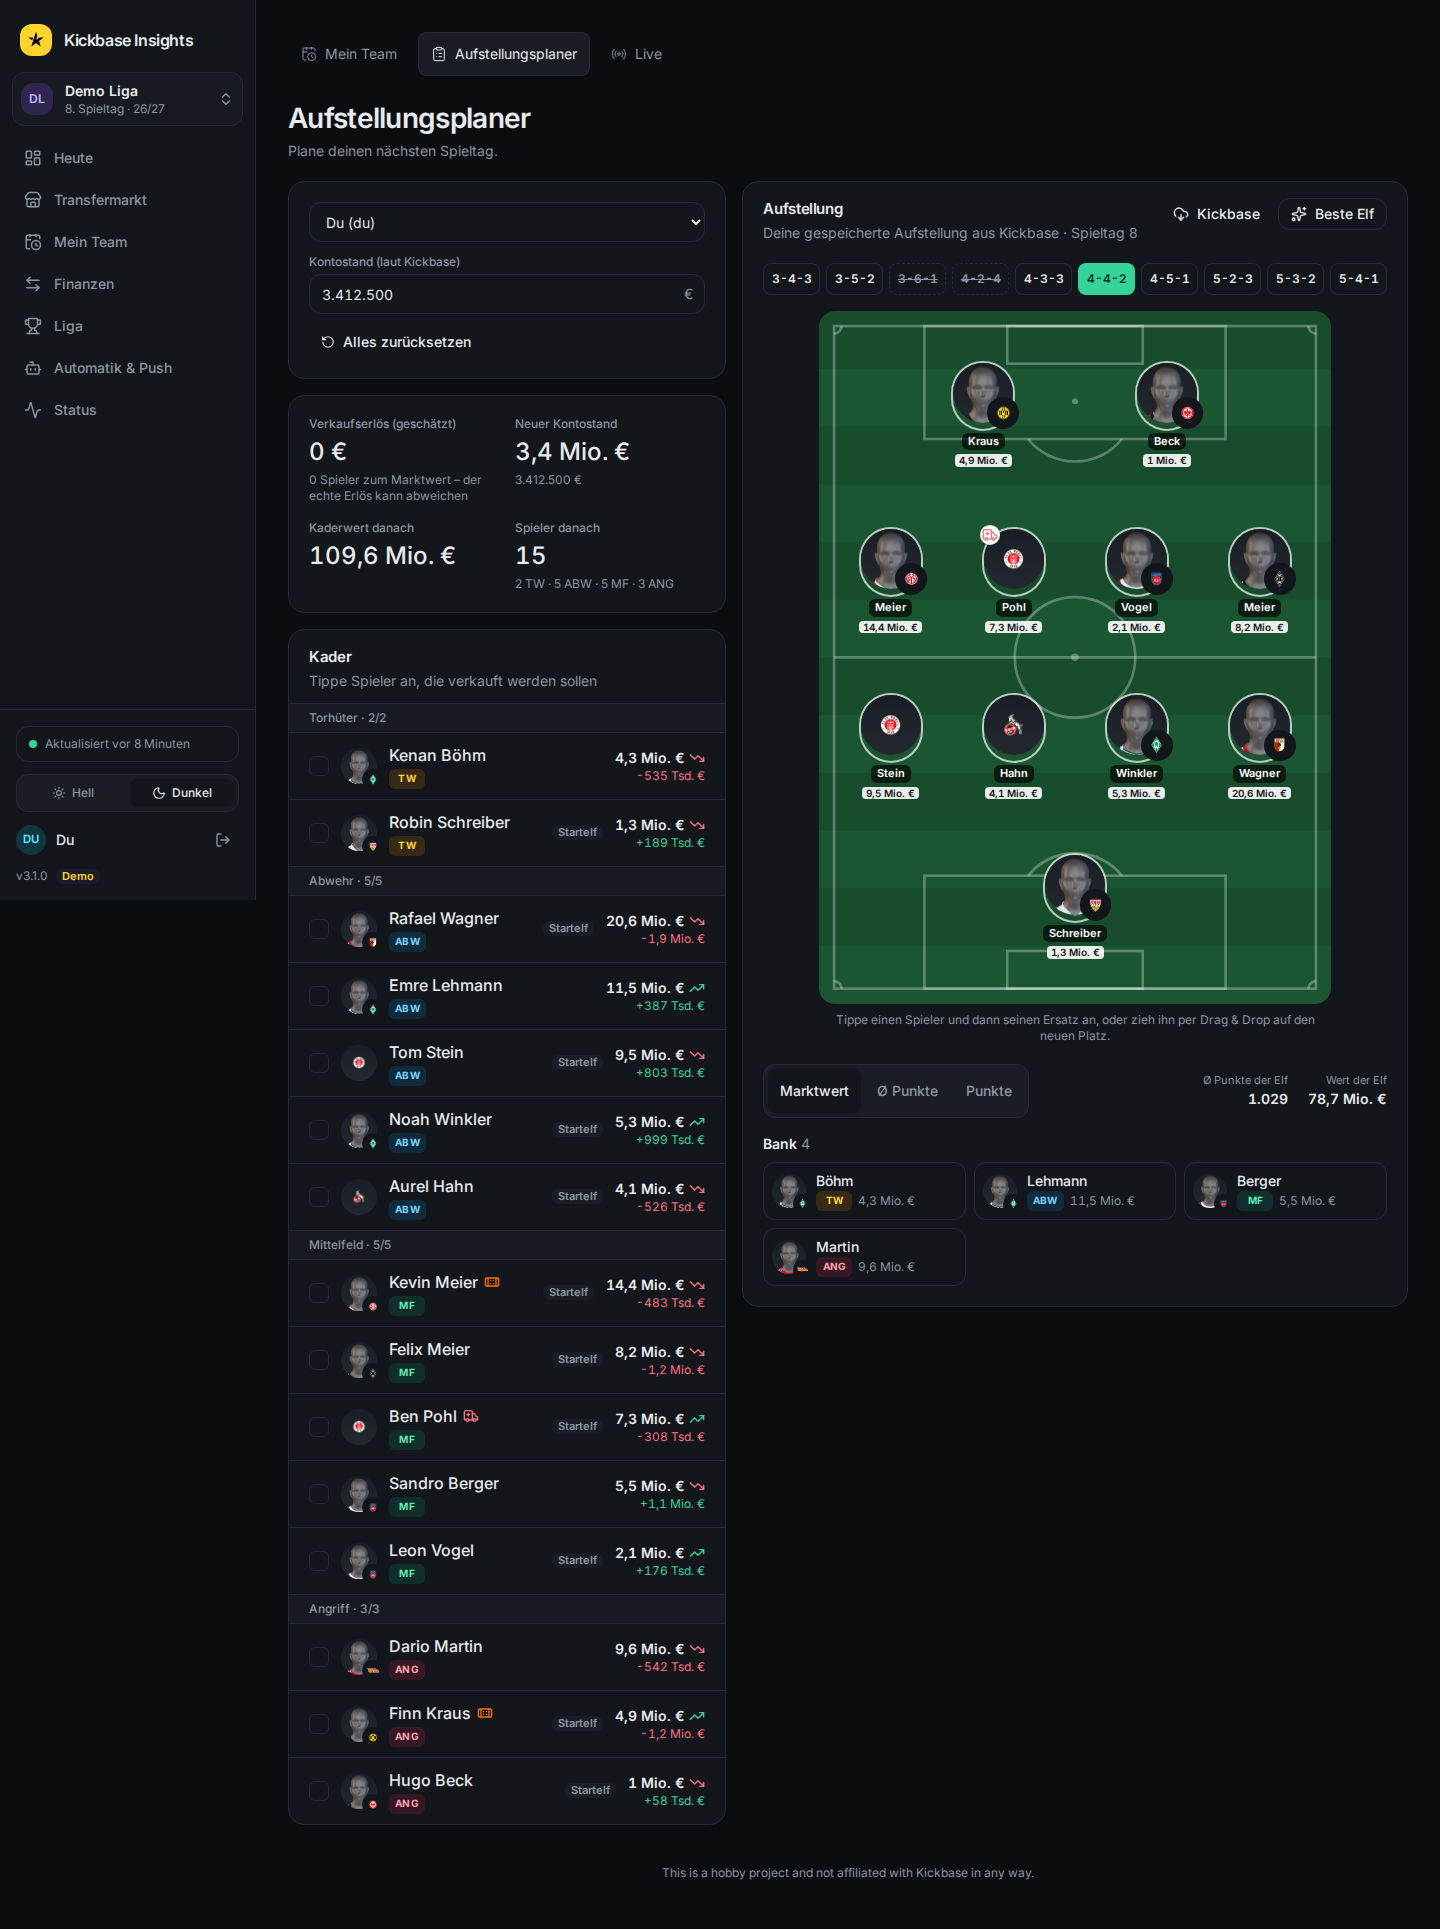 Kickbase Insights
DL
Demo Liga
8. Spieltag · 26/27
Heute
Transfermarkt
Mein Team
Finanzen
Liga
Automatik & Push
Status
Aktualisiert vor 8 Minuten
Hell
Dunkel
DU
Du
v3.1.0
Demo
Mein Team
Aufstellungsplaner
Live
Aufstellungsplaner
Plane deinen nächsten Spieltag.
Du (du)
Kontostand (laut Kickbase)
3.412.500
€
Alles zurücksetzen
Verkaufserlös (geschätzt)
0 €
0 Spieler zum Marktwert – der
echte Erlös kann abweichen
Neuer Kontostand
3,4 Mio. €
3.412.500 €
Kaderwert danach
109,6 Mio. €
Spieler danach
15
2 TW · 5 ABW · 5 MF · 3 ANG
Kader
Tippe Spieler an, die verkauft werden sollen
Torhüter · 2/2
Kenan Böhm
TW
4,3 Mio. €
-535 Tsd. €
Robin Schreiber
TW
Startelf
1,3 Mio. €
+189 Tsd. €
Abwehr · 5/5
Rafael Wagner
ABW
Startelf
20,6 Mio. €
-1,9 Mio. €
Emre Lehmann
ABW
11,5 Mio. €
+387 Tsd. €
Tom Stein
ABW
Startelf
9,5 Mio. €
+803 Tsd. €
Noah Winkler
ABW
Startelf
5,3 Mio. €
+999 Tsd. €
Aurel Hahn
ABW
Startelf
4,1 Mio. €
-526 Tsd. €
Mittelfeld · 5/5
Kevin Meier
MF
Startelf
14,4 Mio. €
-483 Tsd. €
Felix Meier
MF
Startelf
8,2 Mio. €
-1,2 Mio. €
Ben Pohl
MF
Startelf
7,3 Mio. €
-308 Tsd. €
Sandro Berger
MF
5,5 Mio. €
+1,1 Mio. €
Leon Vogel
MF
Startelf
2,1 Mio. €
+176 Tsd. €
Angriff · 3/3
Dario Martin
ANG
9,6 Mio. €
-542 Tsd. €
Finn Kraus
ANG
Startelf
4,9 Mio. €
-1,2 Mio. €
Hugo Beck
ANG
Startelf
1 Mio. €
+58 Tsd. €
Aufstellung
Deine gespeicherte Aufstellung aus Kickbase · Spieltag 8
Kickbase
Beste Elf
3-4-3
3-5-2
3-6-1
4-2-4
4-3-3
4-4-2
4-5-1
5-2-3
5-3-2
5-4-1
Kraus
4,9 Mio. €
Beck
1 Mio. €
Meier
14,4 Mio. €
Pohl
7,3 Mio. €
Vogel
2,1 Mio. €
Meier
8,2 Mio. €
Stein
9,5 Mio. €
Hahn
4,1 Mio. €
Winkler
5,3 Mio. €
Wagner
20,6 Mio. €
Schreiber
1,3 Mio. €
Tippe einen Spieler und dann seinen Ersatz an, oder zieh ihn per Drag & Drop auf den
neuen Platz.
Marktwert
Ø Punkte
Punkte
Ø Punkte der Elf
1.029
Wert der Elf
78,7 Mio. €
Bank 4
Böhm
TW 4,3 Mio. €
Lehmann
ABW 11,5 Mio. €
Berger
MF 5,5 Mio. €
Martin
ANG 9,6 Mio. €
This is a hobby project and not affiliated with Kickbase in any way.